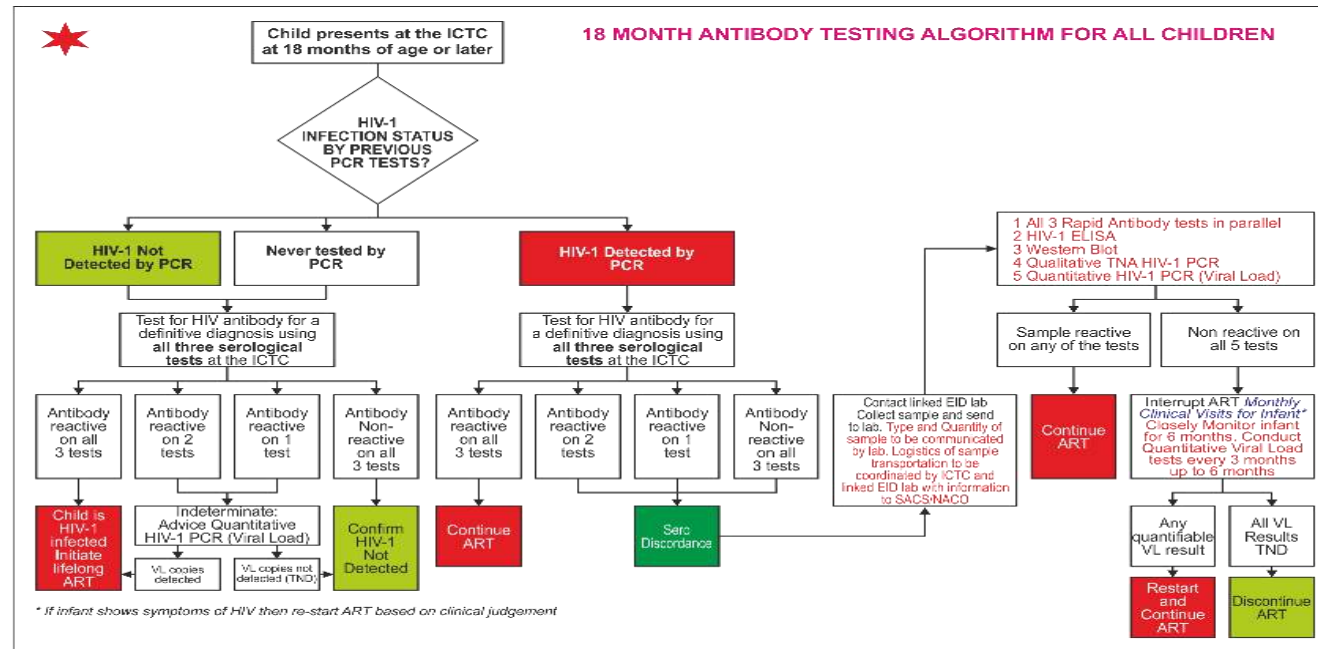 Child presents at the ICTC
at 18 months of age or later
18 MONTH ANTIBODY TESTING ALGORITHM FOR ALL CHILDREN
HIV-1
INFECTION STATUS
BY PREVIOUS
PCR TESTS?
HIV-1 Not
Detected by PCR
Never tested by
PCR
HIV-1 Detected by
PCR
Test for HIV antibody for a
definitive diagnosis using
all three serological
tests at the ICTC
Test for HIV antibody for
a definitive diagnosis using
all three serological
tests at the ICTC
Antibody
reactive
on all
3 tests
Antibody
reactive
on 2
tests
Antibody
reactive
on 1
test
Antibody
Non-
reactive
on all
3 tests
Antibody
reactive
on all
3 tests
Antibody
reactive
on 2
tests
Antibody
reactive
on 1
test
Antibody
Non-
reactive
on all
3 tests
Child is
HIV-1
infected
Initiate
lifelong
ART
Indeterminate:
Advice Quantitative
HIV-1 PCR (Viral Load)
VL copies
detected
VL copies not
detected (TND)
Confirm
HIV-1
Not
Detected
Continue
ART
Sero
Discordance
Contact linked EID lab
Collect sample and send
to lab. Type and Quantity of
sample to be communicated
by lab. Logistics of sample
transportation to be
coordinated by ICTC and
linked EID lab with information
to SACS/NACO
1 All 3 Rapid Antibody tests in parallel
2 HIV-1 ELISA
3 Western Blot
4 Qualitative TNA HIV-1 PCR
5 Quantitative HIV-1 PCR (Viral Load)
Sample reactive
on any of the tests
Non reactive on
all 5 tests
Continue
ART
Interrupt ART Monthly
Clinical Visits for Infant*
Closely Monitor infant
for 6 months. Conduct
Quantitative Viral Load
tests every 3 months
up to 6 months
Any
quantifiable
VL result
All VL
Results
TND
Restart
and
Continue
ART
Discontinue
ART
* If infant shows symptoms of HIV then re-start ART based on clinical judgement